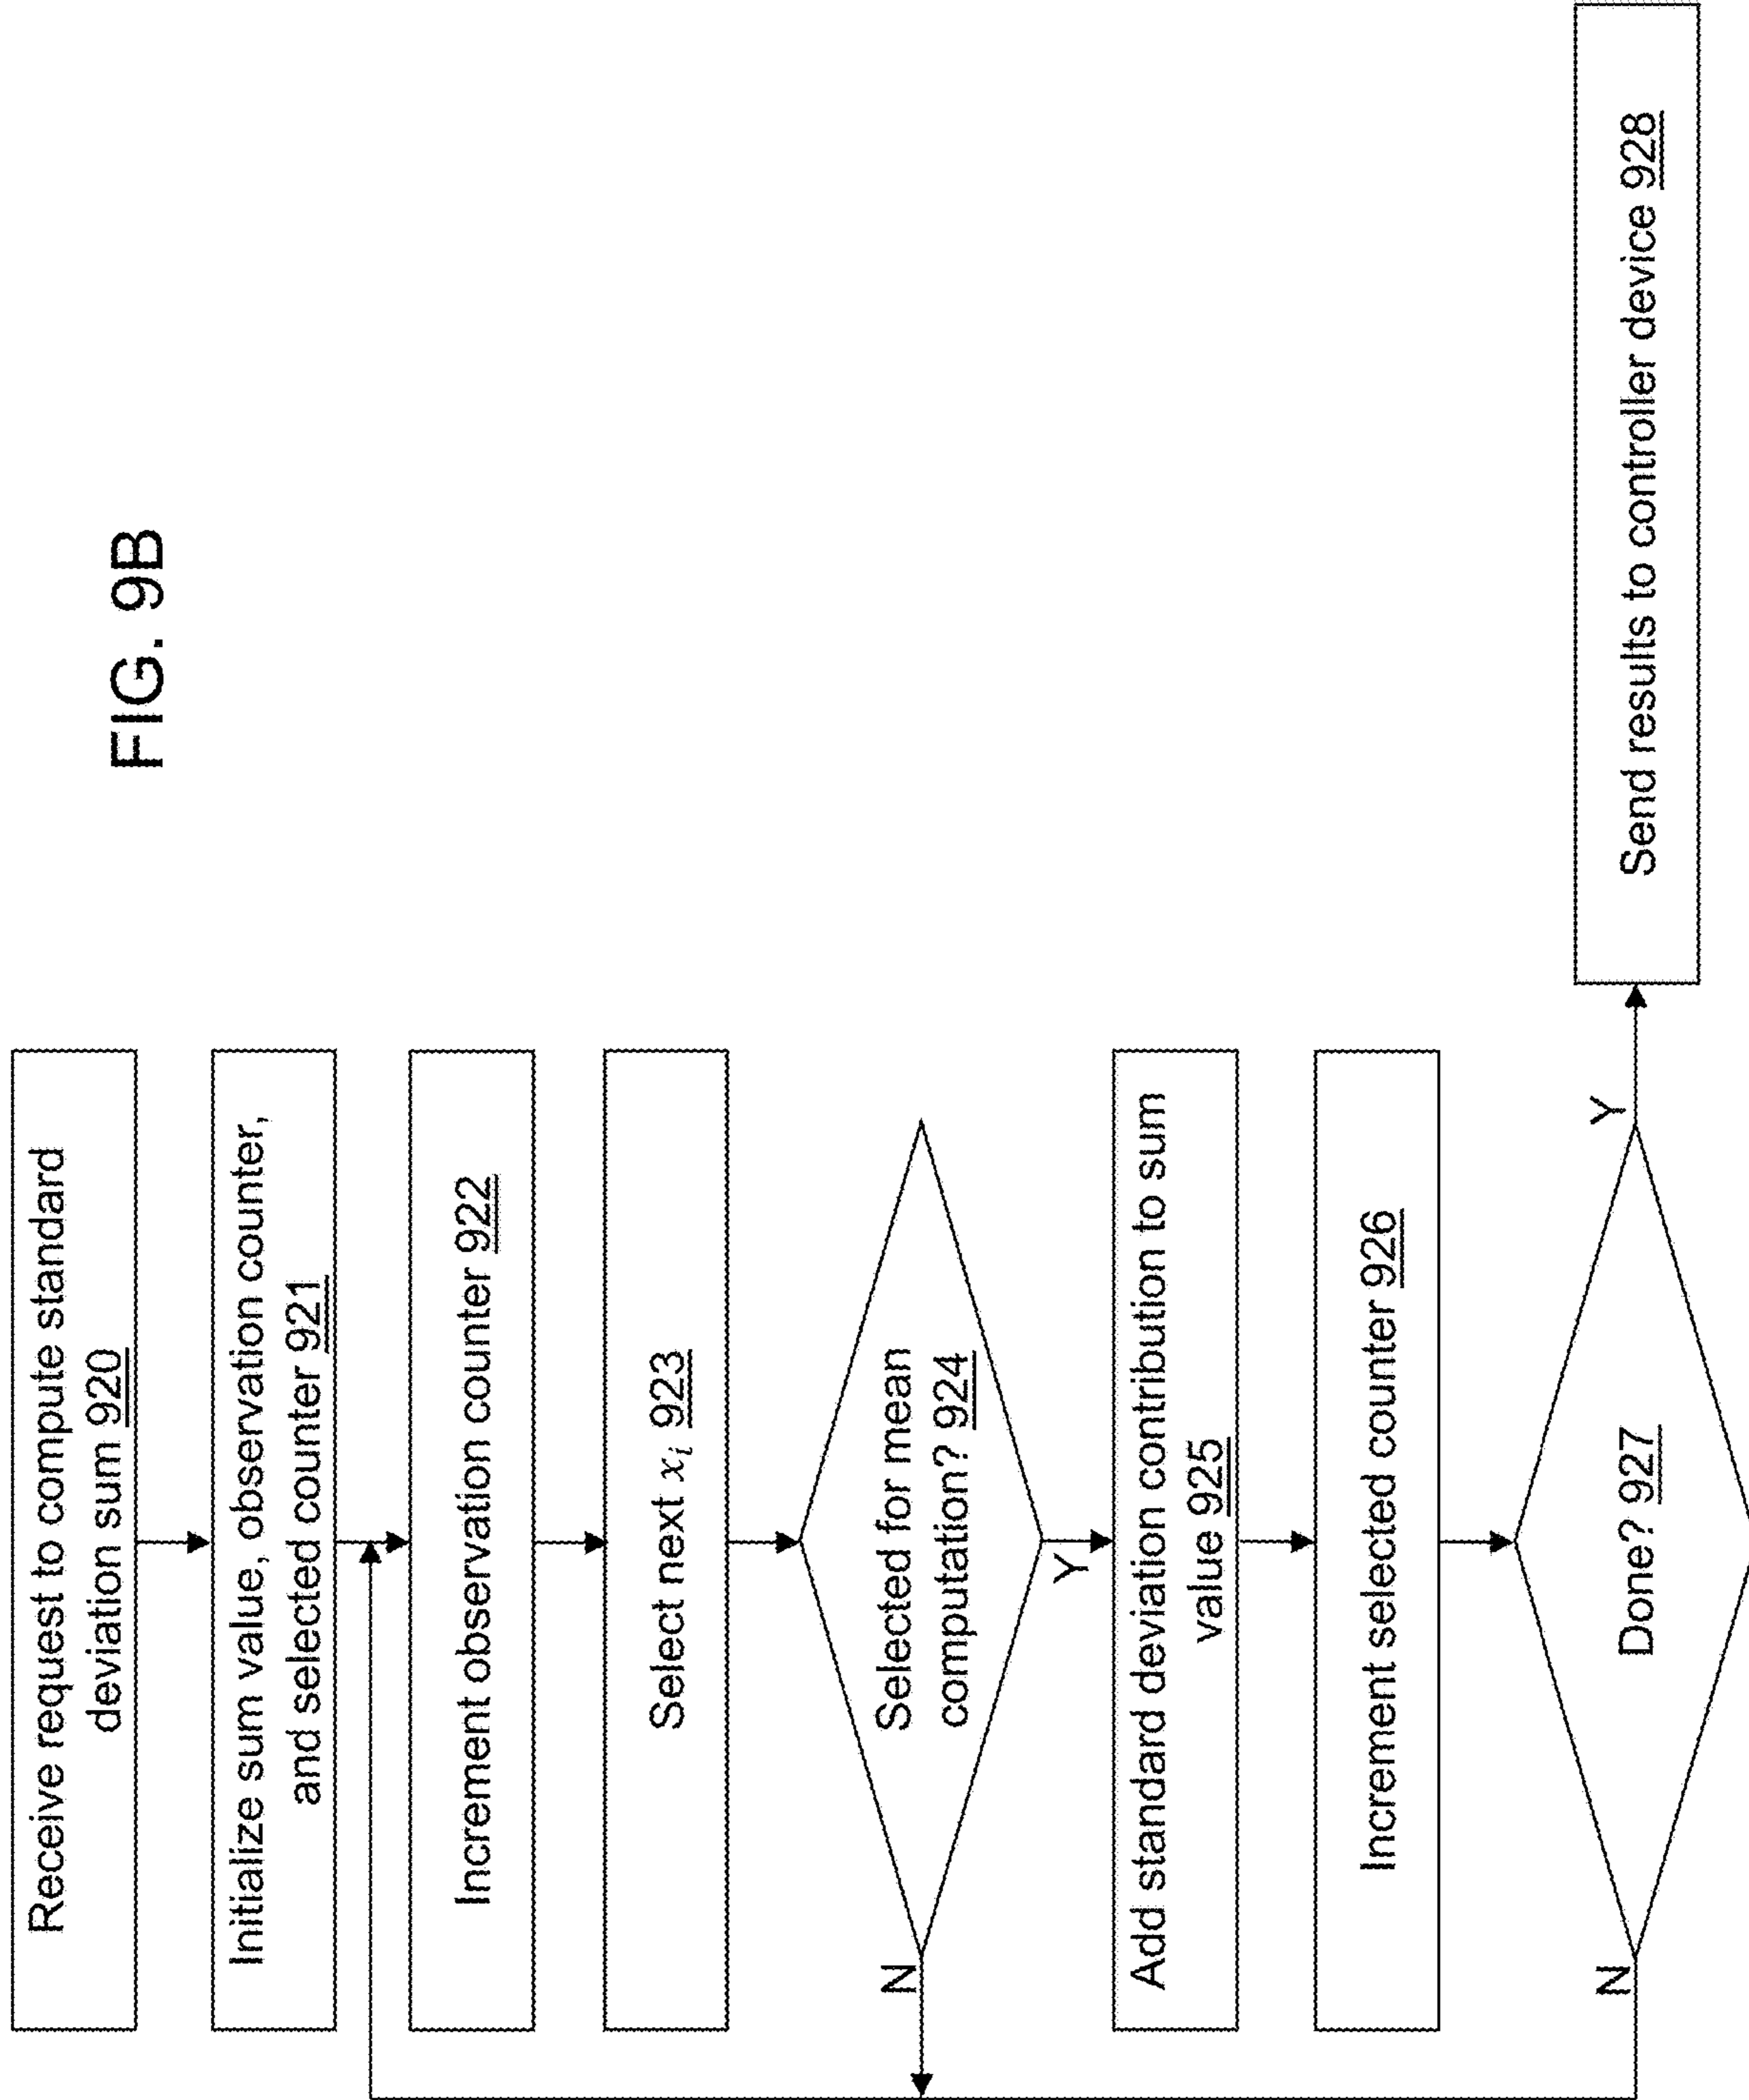 FIG. 9B
Receive request to compute standard
deviation sum 920
Initialize sum value, observation counter,
and selected counter 921
Increment observation counter 922
Select next xᵢ 923
Selected for mean
computation? 924
N
Y
Add standard deviation contribution to sum
value 925
Increment selected counter 926
Done? 927
N
Y
Send results to controller device 928